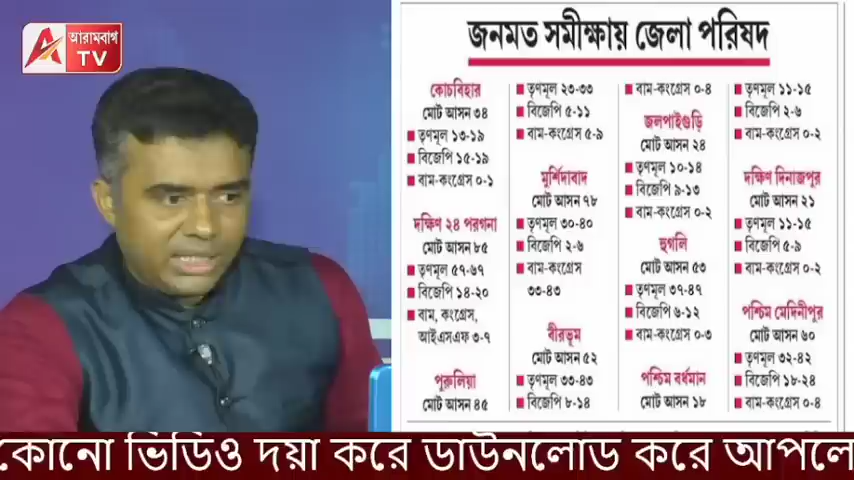 আরামবাগ
TV
জনমত সমীক্ষায় জেলা পরিষদ
কোচবিহার
মোট আসন ৩৪
তৃণমূল ১৩-১৯
বিজেপি ১৫-১৯
বাম-কংগ্রেস ০-১
দক্ষিণ ২৪ পরগনা
মোট আসন ৮৫
তৃণমূল ৫৭-৬৭
বিজেপি ১৪-২০
বাম, কংগ্রেস,
আইএসএফ ৩-৭
পুরুলিয়া
মোট আসন ৪৫
তৃণমূল ২৩-৩৩
বিজেপি ৫-১১
বাম-কংগ্রেস ৫-৯
মুর্শিদাবাদ
মোট আসন ৭৮
তৃণমূল ৩০-৪০
বিজেপি ২-৬
বাম-কংগ্রেস
৩৩-৪৩
বীরভূম
মোট আসন ৫২
তৃণমূল ৩৩-৪৩
বিজেপি ৮-১৪
বাম-কংগ্রেস ০-৪
জলপাইগুড়ি
মোট আসন ২৪
তৃণমূল ১০-১৪
বিজেপি ৯-১৩
বাম-কংগ্রেস ০-২
হুগলি
মোট আসন ৫৩
তৃণমূল ৩৭-৪৭
বিজেপি ৬-১২
বাম-কংগ্রেস ০-৩
পশ্চিম বর্ধমান
মোট আসন ১৮
তৃণমূল ১১-১৫
বিজেপি ২-৬
বাম-কংগ্রেস ০-২
দক্ষিণ দিনাজপুর
মোট আসন ২১
তৃণমূল ১১-১৫
বিজেপি ৫-৯
বাম-কংগ্রেস ০-২
পশ্চিম মেদিনীপুর
মোট আসন ৬০
তৃণমূল ৩২-৪২
বিজেপি ১৮-২৪
বাম-কংগ্রেস ০-৪
কোনো ভিডিও দয়া করে ডাউনলোড করে আপলো